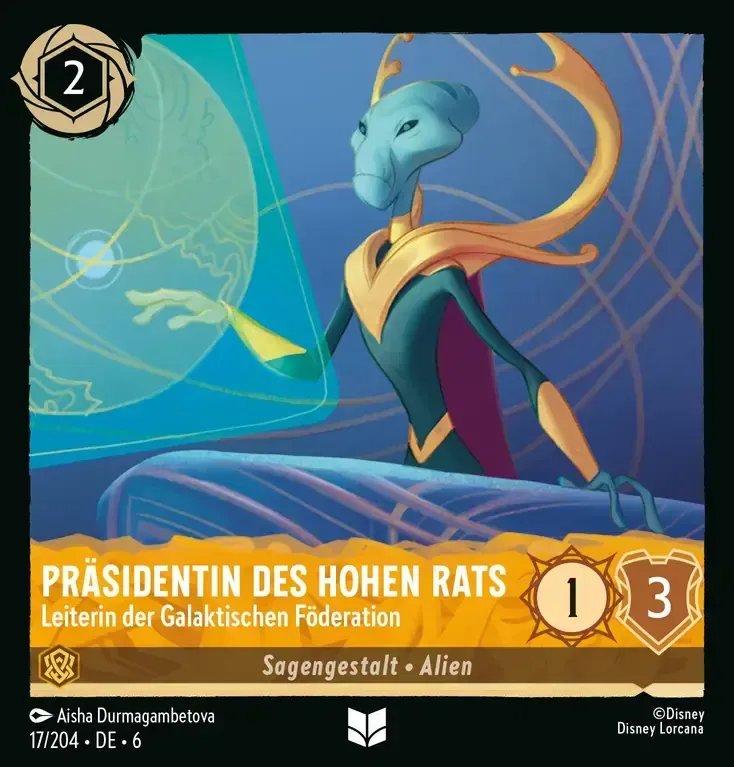 2
PRÄSIDENTIN DES HOHEN RATS
Leiterin der Galaktischen Föderation
1
3
Sagengestalt • Alien
Aisha Durmagambetova
17/204 • DE • 6
©Disney
Disney Lorcana